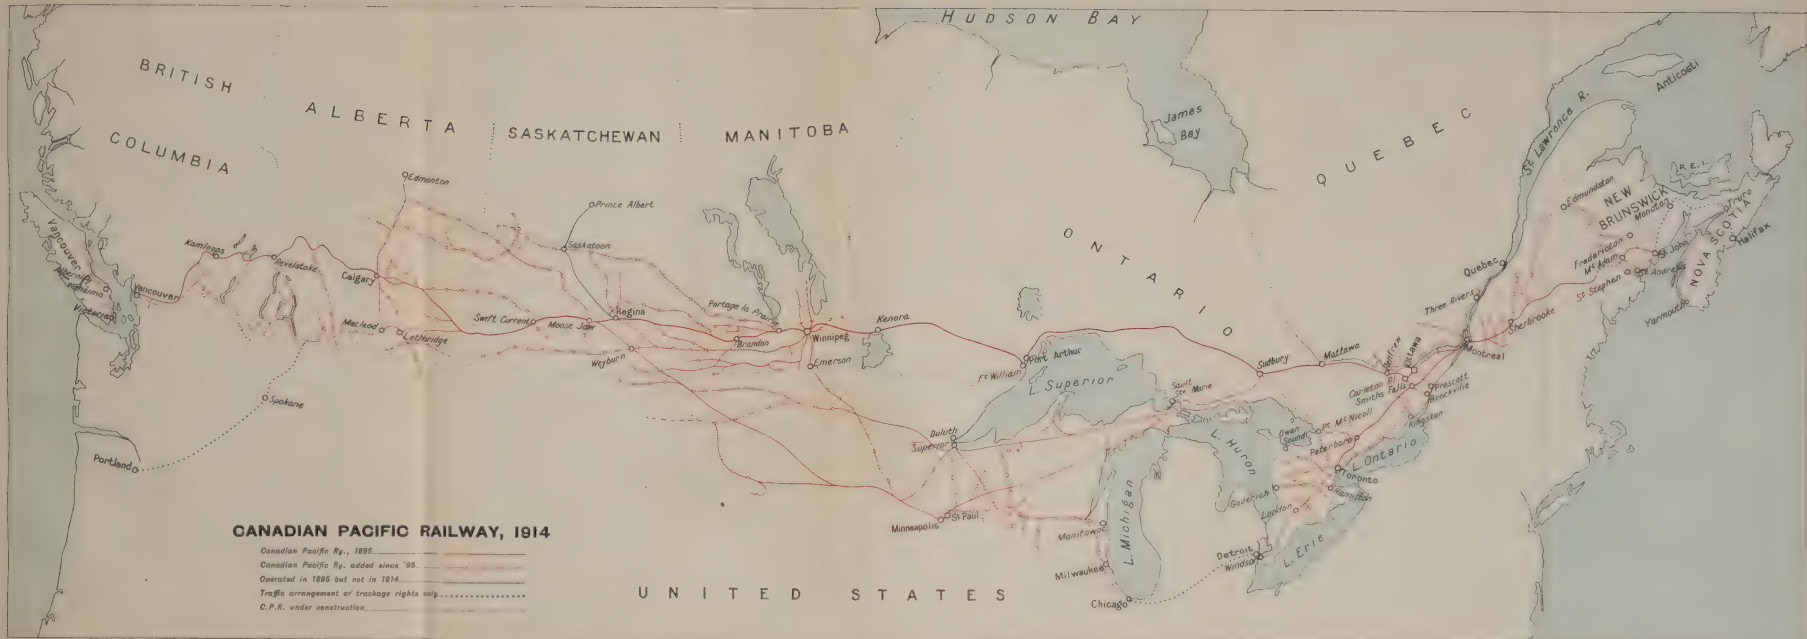 HUDSON BAY
BRITISH
COLUMBIA
ALBERTA
SASKATCHEWAN
MANITOBA
James
Bay
QUEBEC
ONTARIO
St. Lawrence R.
Anticosti
P. E. I.
NEW
BRUNSWICK
NOVA SCOTIA
Edmundston
Moncton
Truro
Halifax
St John
Fredericton
Mc Adam
St Andrews
St Stephen
Yarmouth
Edmonton
Prince Albert
Saskatoon
Vancouver
Alberni
Nanaimo
Victoria
Vancouver
Kamloops
Revelstoke
Calgary
Macleod
Lethbridge
Swift Current
Moose Jaw
Regina
Weyburn
Portage la Prairie
Brandon
Winnipeg
Emerson
Kenora
Port Arthur
Ft William
L. Superior
Sudbury
Mattawa
Sault
Ste Marie
Renfrew
Ottawa
Carleton Pl.
Smiths Falls
Prescott
Brockville
Kingston
Montreal
Sherbrooke
Three Rivers
Quebec
Owen
Sound
Pt Mc Nicoll
Peterboro
L. Ontario
Toronto
Hamilton
Goderich
London
L. Huron
L. Michigan
L. Erie
Detroit
Windsor
Duluth
Superior
Minneapolis
St Paul
Manitowoc
Milwaukee
Chicago
Spokane
Portland
UNITED STATES
CANADIAN PACIFIC RAILWAY, 1914
Canadian Pacific Ry., 1895
Canadian Pacific Ry. added since '95
Operated in 1895 but not in 1914
Traffic arrangement or trackage rights only
C.P.R. under construction